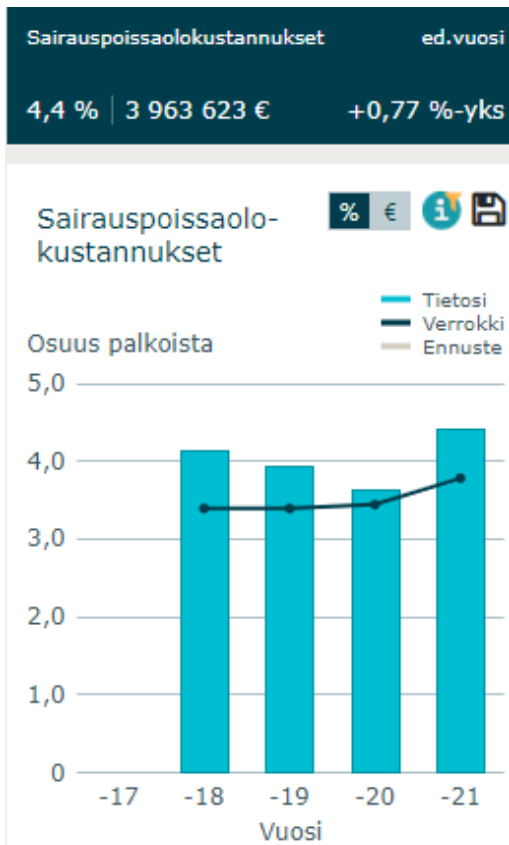 Sairauspoissaolokustannukset ed.vuosi
4,4 % | 3 963 623 € +0,77 %-yks
Sairauspoissaolo-
kustannukset
% €
i
Tietosi
Verrokki
Ennuste
Osuus palkoista
5,0
4,0
3,0
2,0
1,0
0
-17 -18 -19 -20 -21
Vuosi